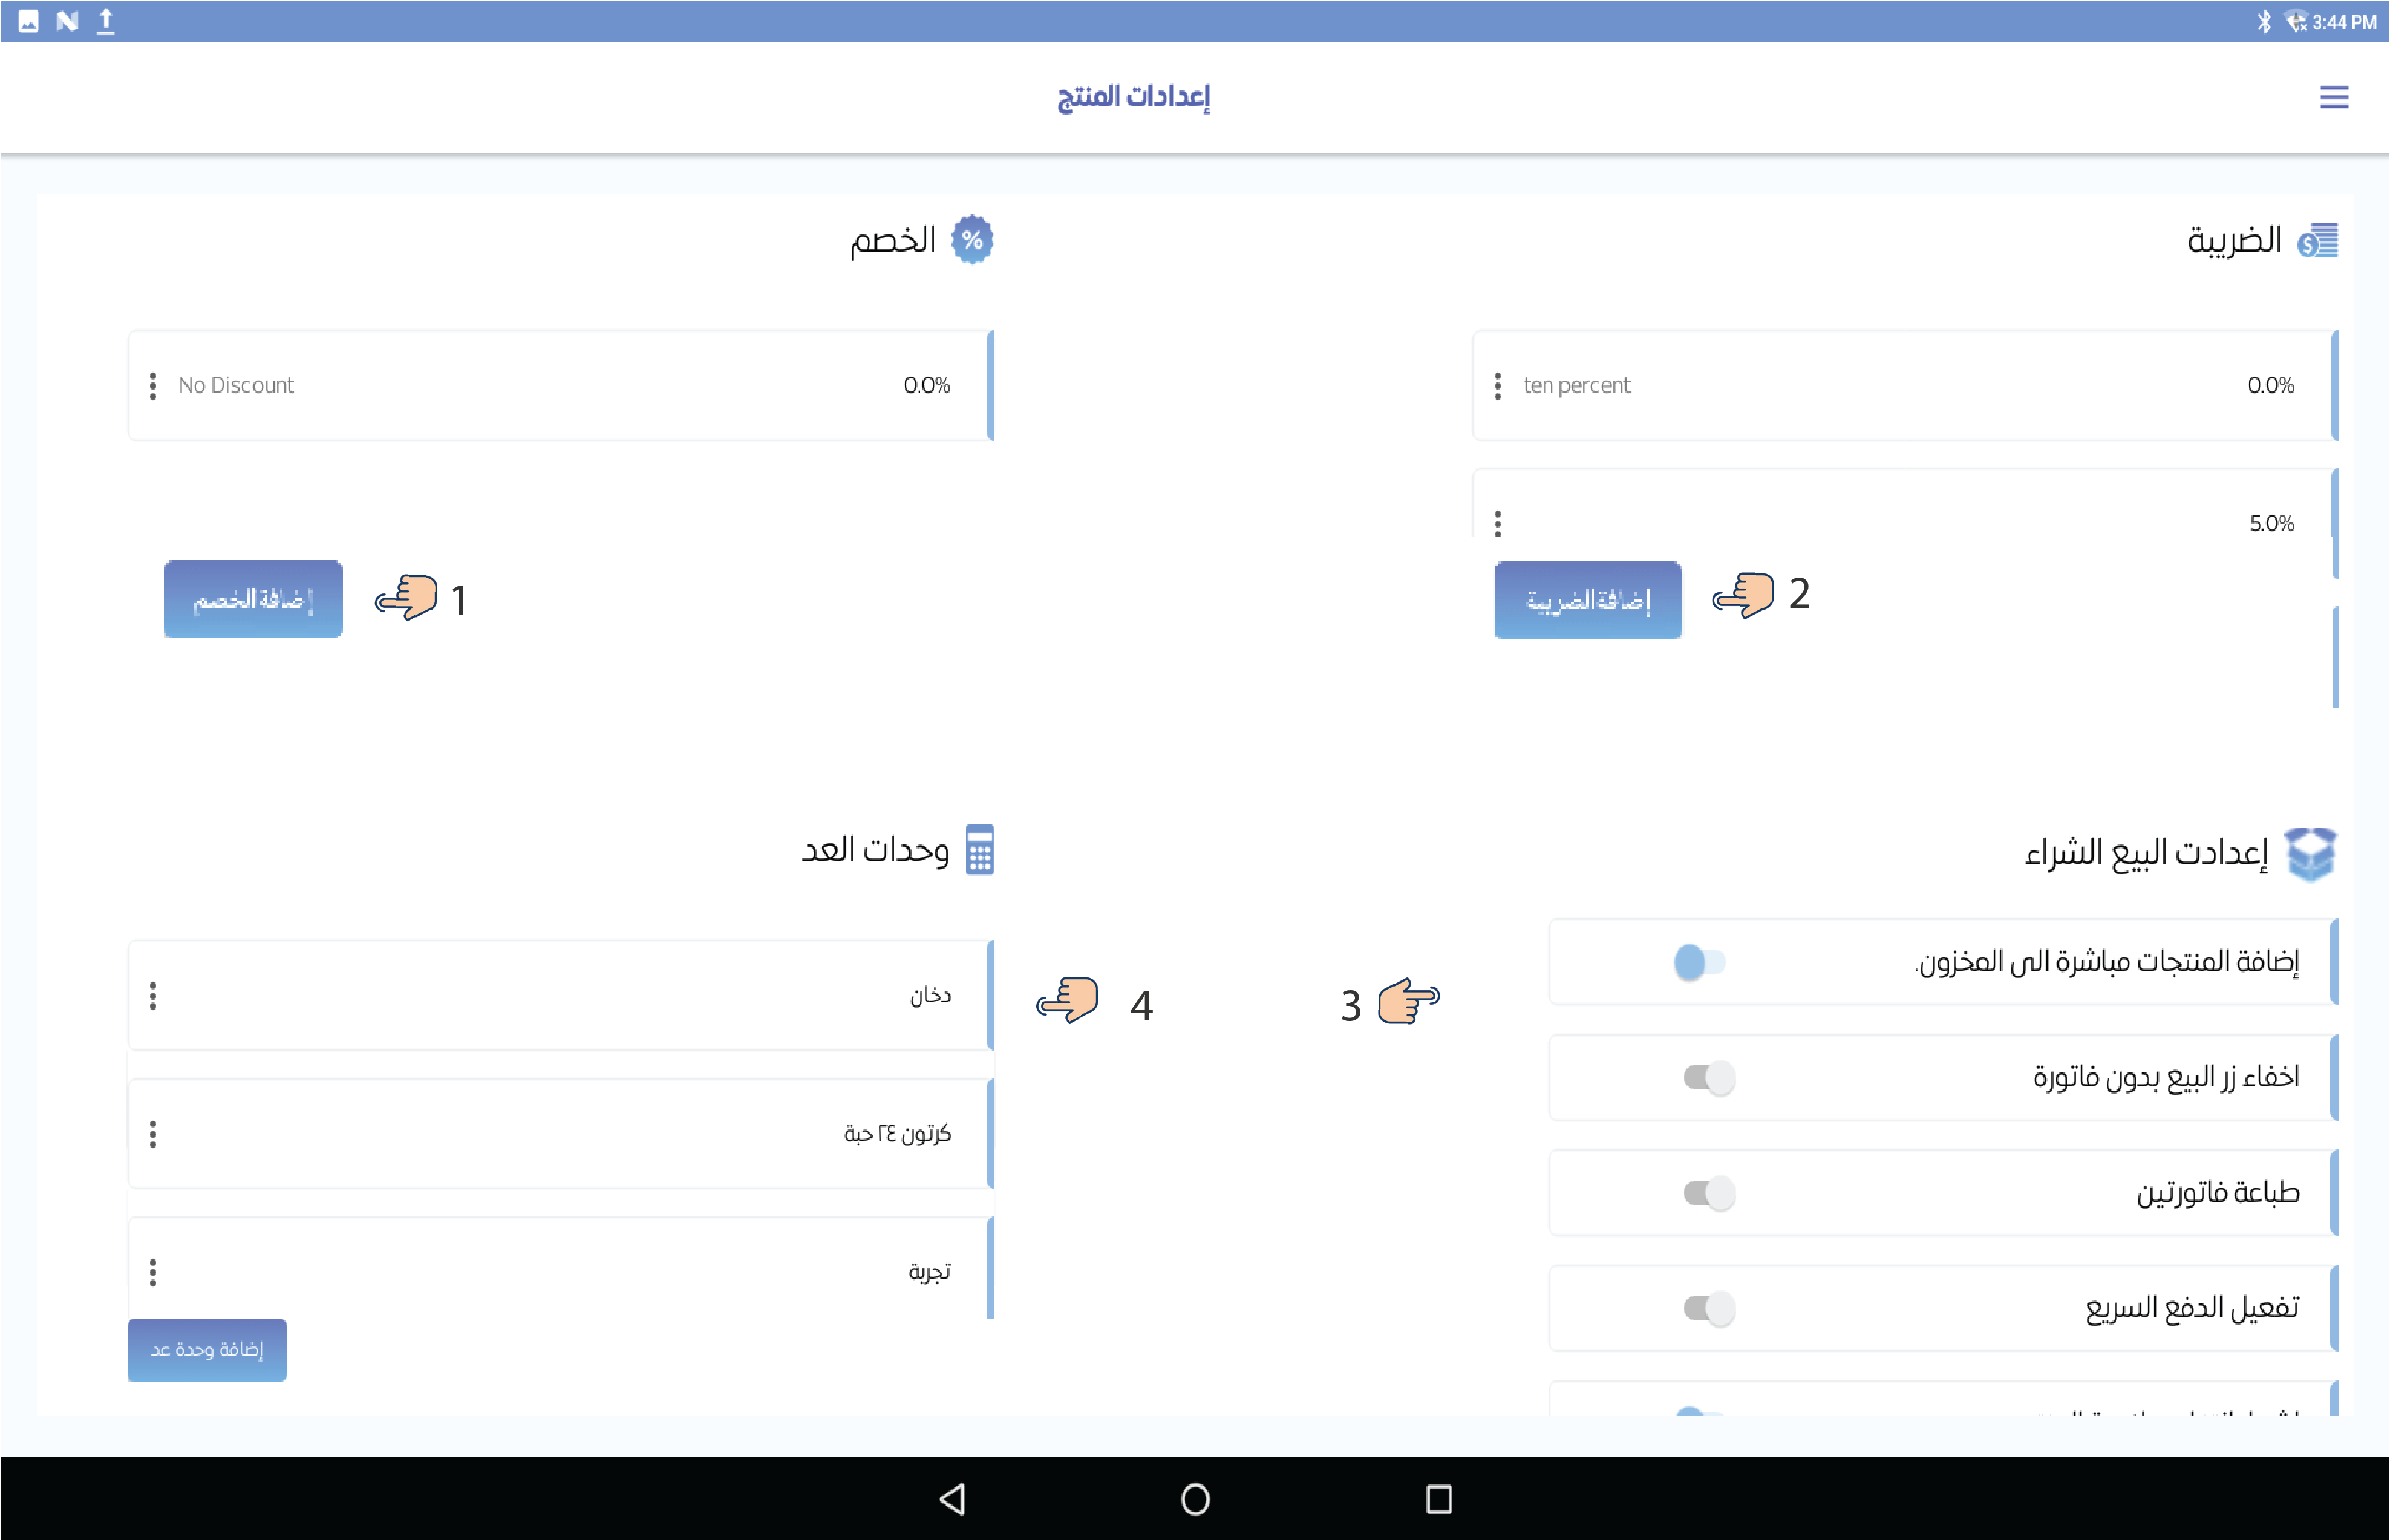 3:44 PM
إعدادات المنتج
الضريبة
0.0% ten percent
5.0%
إضافة الضريبة
2
الخصم
0.0% No Discount
إضافة الخصم
1
إعدادت البيع الشراء
إضافة المنتجات مباشرة الى المخزون.
اخفاء زر البيع بدون فاتورة
طباعة فاتورتين
تفعيل الدفع السريع
3
وحدات العد
دخان
كرتون ٢٤ حبة
تجربة
إضافة وحدة عد
4